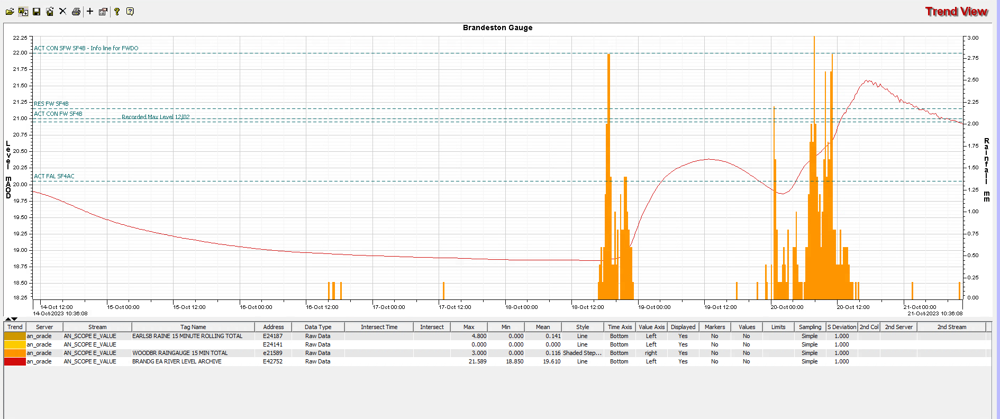 Trend View
Brandeston Gauge
22.25
22.00
21.75
21.50
21.25
21.00
20.75
20.50
20.25
20.00
19.75
19.50
19.25
19.00
18.75
18.50
18.25
Level mAOD
ACT CON SFW SF4B - Info line for FWDO
RES FW SF4B
ACT CON FW SF4B
Recorded Max Level 12/02
ACT FAL SF4AC
3.00
2.75
2.50
2.25
2.00
1.75
1.50
1.25
1.00
0.75
0.50
0.25
0.00
Rainfall mm
14-Oct 12:00 15-Oct 00:00 15-Oct 12:00 16-Oct 00:00 16-Oct 12:00 17-Oct 00:00 17-Oct 12:00 18-Oct 00:00 18-Oct 12:00 19-Oct 00:00 19-Oct 12:00 20-Oct 00:00 20-Oct 12:00 21-Oct 00:00
14-Oct-2023 10:36:08 21-Oct-2023 10:36:08
Trend Server Stream Tag Name Address Data Type Intersect Time Intersect Max Min Mean Style Time Axis Value Axis Displayed Markers Values Limits Sampling S Deviation 2nd Col 2nd Server 2nd Stream
an_oracle AN_SCOPE E_VALUE EARLSB RAINE 15 MINUTE ROLLING TOTAL E24187 Raw Data 4.800 0.000 0.141 Line Bottom Left Yes No No Simple 1.000
an_oracle AN_SCOPE E_VALUE E24141 Raw Data 0.000 0.000 0.000 Line Bottom Left Yes No No Simple 1.000
an_oracle AN_SCOPE E_VALUE WOODBR RAINGAUGE 15 MIN TOTAL e21589 Raw Data 3.000 0.000 0.116 Shaded Step... Bottom right Yes No No Simple 1.000
an_oracle AN_SCOPE E_VALUE BRANDG EA RIVER LEVEL ARCHIVE E42752 Raw Data 21.589 18.850 19.610 Line Bottom Left Yes No No Simple 1.000